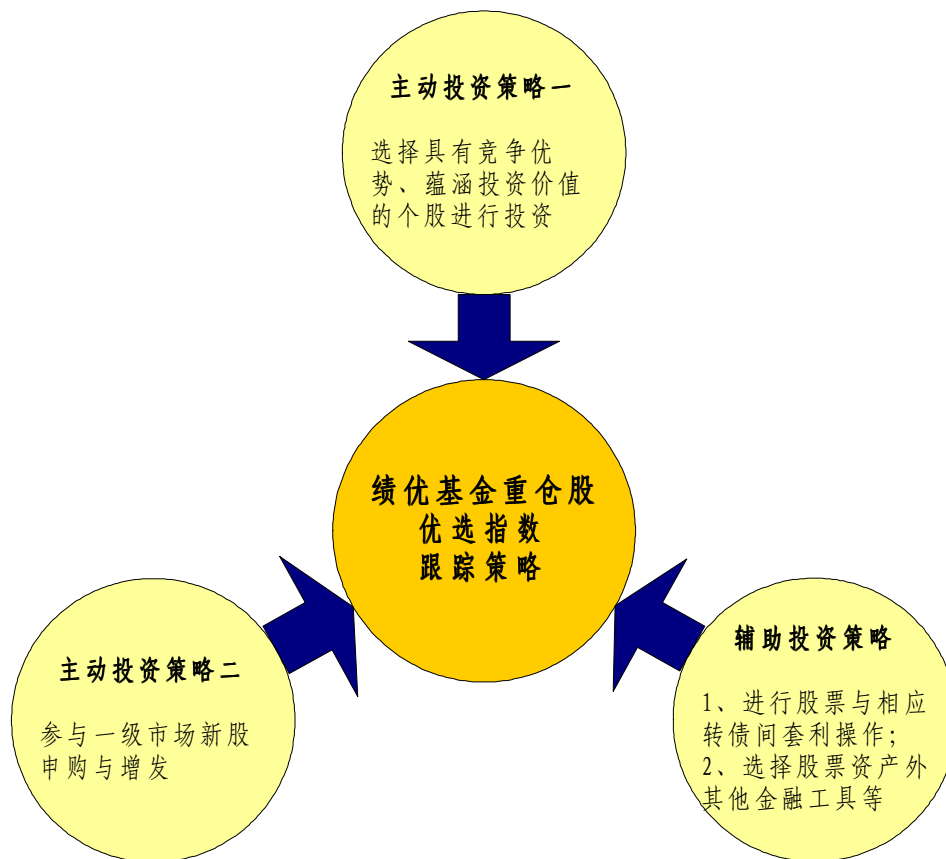 主动投资策略一
选择具有竞争优
势、蕴涵投资价值
的个股进行投资
绩优基金重仓股
优选指数
跟踪策略
主动投资策略二
参与一级市场新股
申购与增发
辅助投资策略
1、进行股票与相应
转债间套利操作；
2、选择股票资产外
其他金融工具等